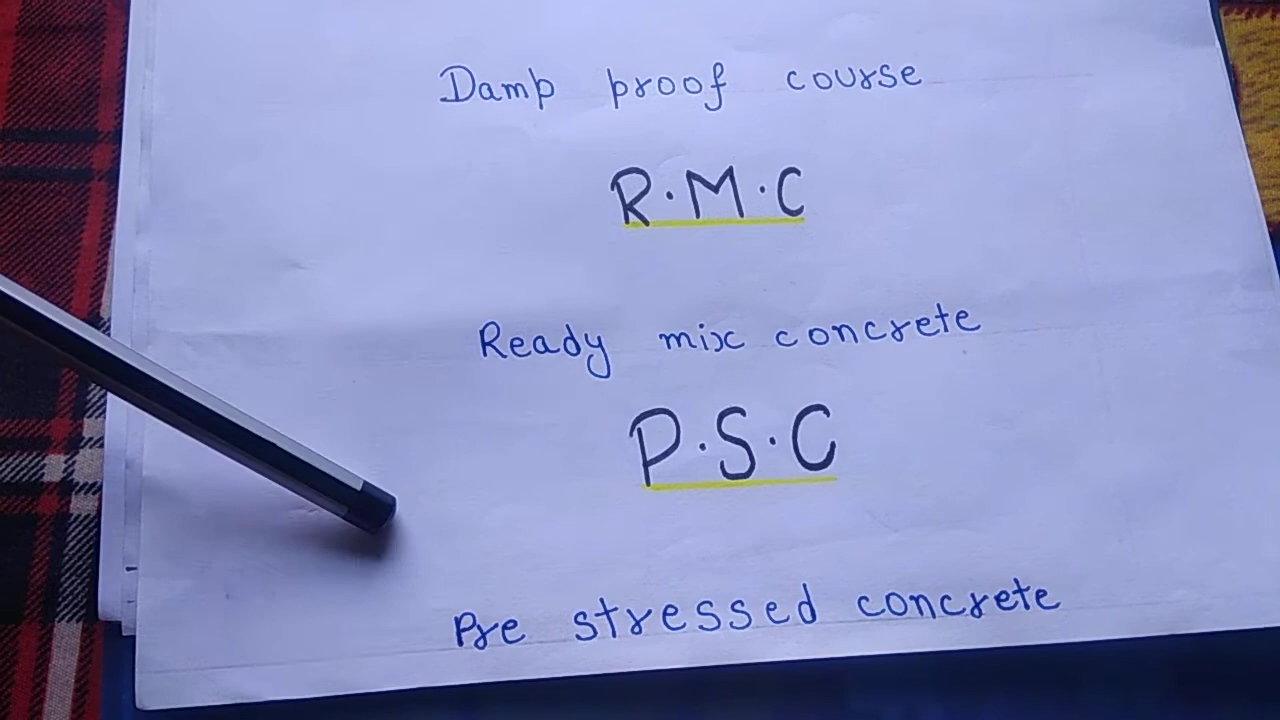 Damp proof course
R.M.C
Ready mix concrete
P.S.C
Pre stressed concrete